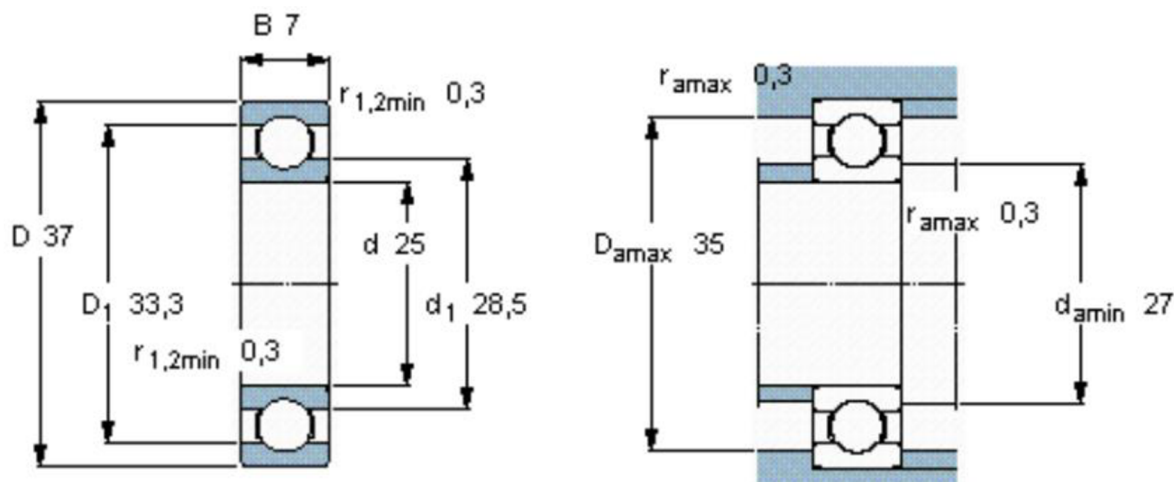 B 7
r1,2min 0,3
D 37
d 25
D1 33,3
d1 28,5
r1,2min 0,3
ramax 0,3
ramax 0,3
Damax 35
damin 27